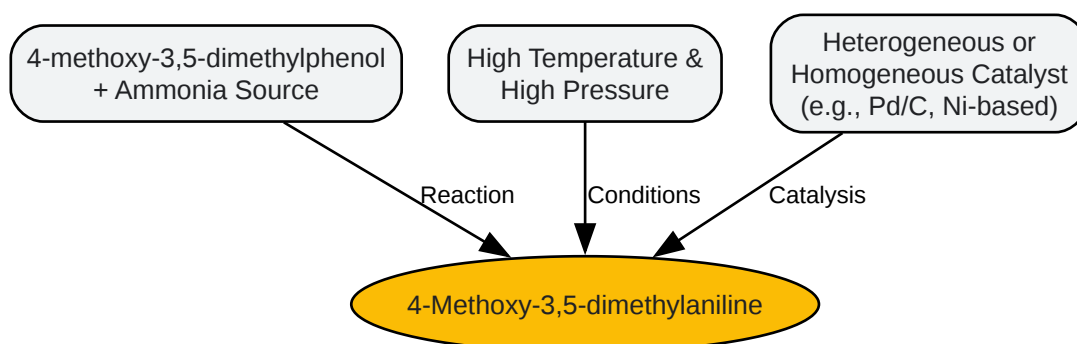 4-methoxy-3,5-dimethylphenol
+ Ammonia Source
High Temperature &
High Pressure
Heterogeneous or
Homogeneous Catalyst
(e.g., Pd/C, Ni-based)
Reaction
Conditions
Catalysis
4-Methoxy-3,5-dimethylaniline